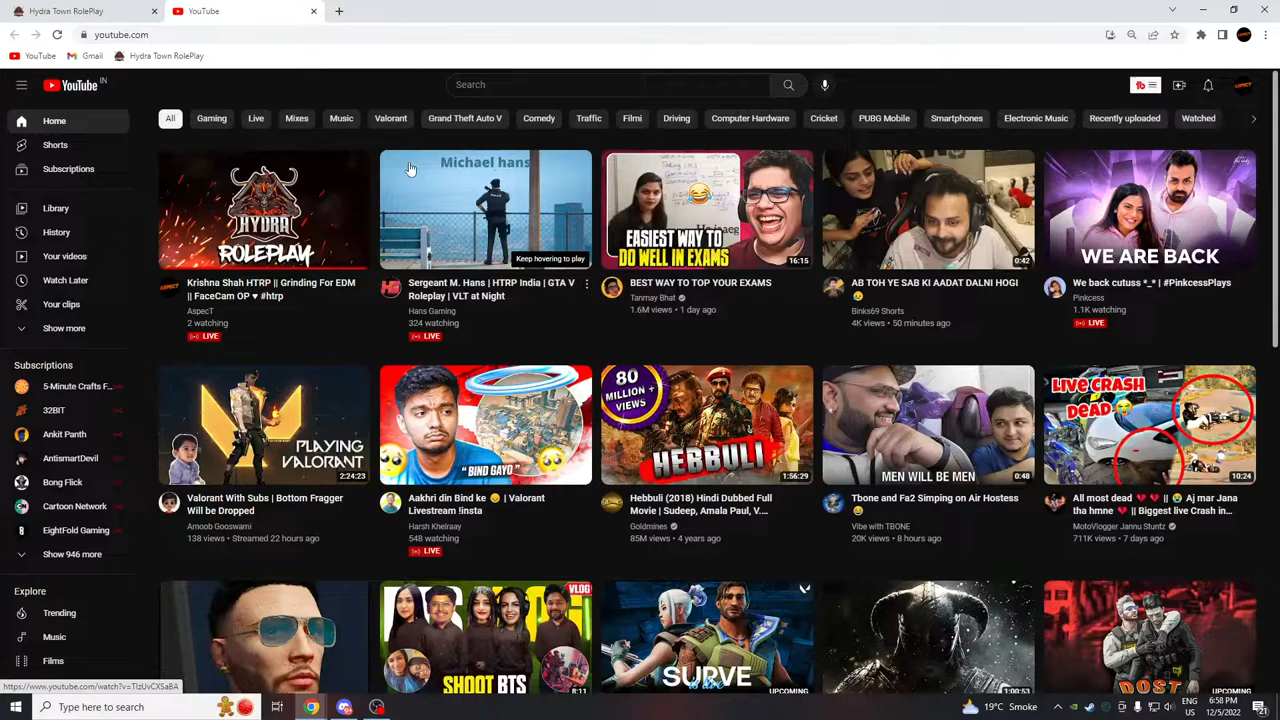 Hydra Town RolePlay
YouTube
youtube.com
YouTube
Gmail
Hydra Town RolePlay
YouTube IN
Search
Home
Shorts
Subscriptions
Library
History
Your videos
Watch Later
Your clips
Show more
Subscriptions
5-Minute Crafts F...
32BIT
Ankit Panth
AntismartDevil
Bong Flick
Cartoon Network
EightFold Gaming
Show 946 more
Explore
Trending
Music
Films
All
Gaming
Live
Mixes
Music
Valorant
Grand Theft Auto V
Comedy
Traffic
Filmi
Driving
Computer Hardware
Cricket
PUBG Mobile
Smartphones
Electronic Music
Recently uploaded
Watched
HYDRA
ROLEPLAY
Krishna Shah HTRP || Grinding For EDM
|| FaceCam OP ♥ #htrp
AspecT
2 watching
LIVE
Michael hans
Keep hovering to play
Sergeant M. Hans | HTRP India | GTA V
Roleplay | VLT at Night
Hans Gaming
324 watching
LIVE
EASIEST WAY TO
DO WELL IN EXAMS
16:15
BEST WAY TO TOP YOUR EXAMS
Tanmay Bhat
1.6M views • 1 day ago
0:42
AB TOH YE SAB KI AADAT DALNI HOGI
Binks69 Shorts
4K views • 50 minutes ago
WE ARE BACK
We back cutuss *_* | #PinkcessPlays
Pinkcess
1.1K watching
LIVE
PLAYING
VALORANT
2:24:23
Valorant With Subs | Bottom Fragger
Will be Dropped
Amoob Gooswami
138 views • Streamed 22 hours ago
"BIND GAYO"
Aakhri din Bind ke 😞 | Valorant
Livestream !insta
Harsh Khelraay
548 watching
LIVE
80
MILLION +
VIEWS
HEBBULI
1:56:29
Hebbuli (2018) Hindi Dubbed Full
Movie | Sudeep, Amala Paul, V....
Goldmines
85M views • 4 years ago
MEN WILL BE MEN
0:48
Tbone and Fa2 Simping on Air Hostess
😂
Vibe with TBONE
20K views • 8 hours ago
LIVE CRASH
DEAD 😭
10:24
All most dead 💔 💔 || 😭 Aj mar Jana
tha hmne 💔 || Biggest live Crash in...
MotoVlogger Jannu Stuntz
711K views • 7 days ago
VLOG
SHOOT BTS
8:11
SURVE
is live
UPCOMING
1:00:53
DOST
UPCOMING
https://www.youtube.com/watch?v=TlzUvCXSaBA
Type here to search
19°C Smoke
ENG
US
6:58 PM
12/5/2022
21